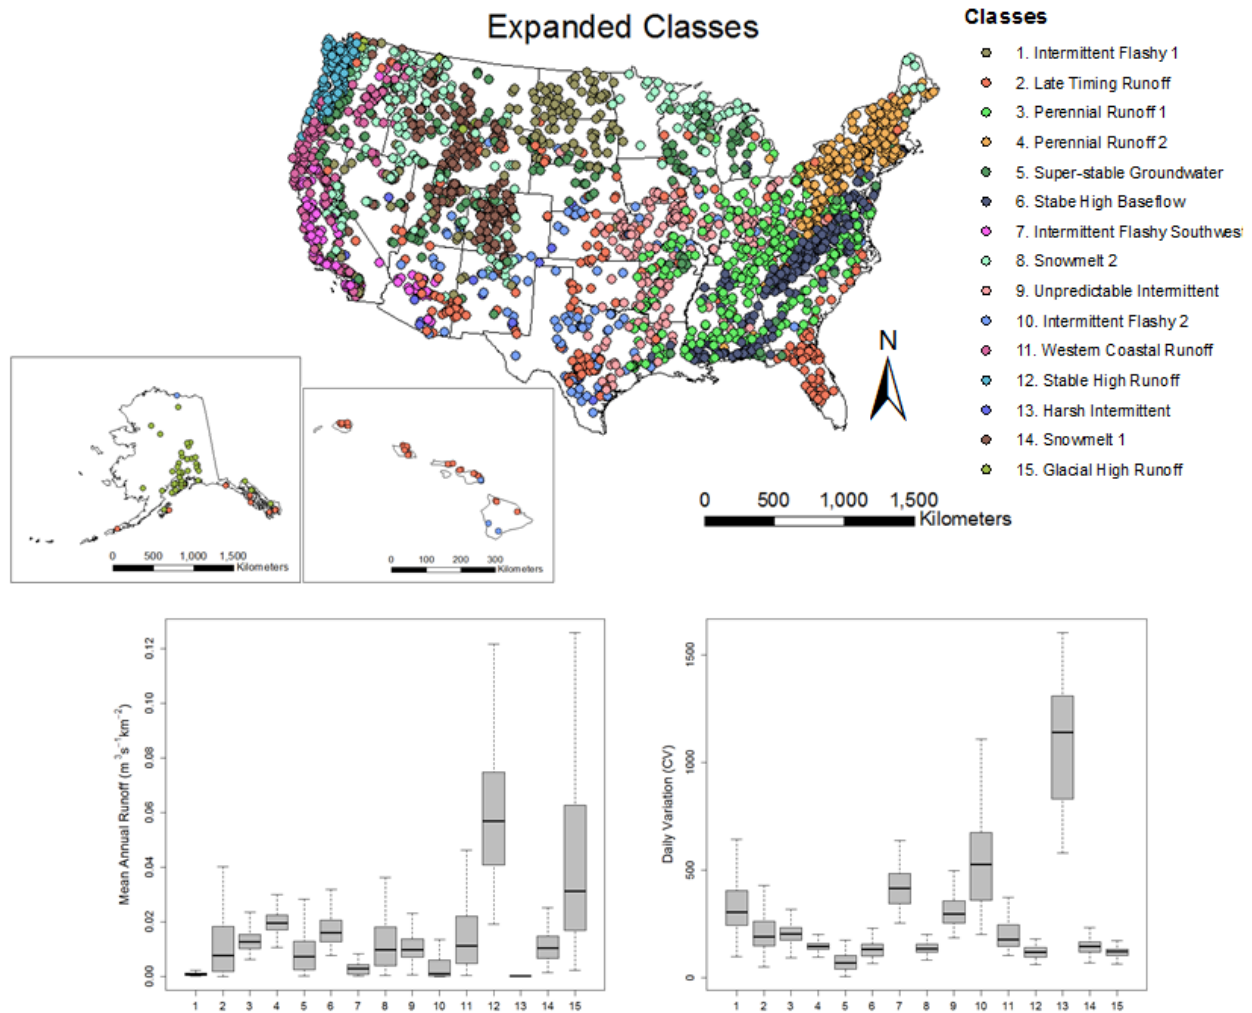 Expanded Classes
Classes
1. Intermittent Flashy 1
2. Late Timing Runoff
3. Perennial Runoff 1
4. Perennial Runoff 2
5. Super-stable Groundwater
6. Stabe High Baseflow
7. Intermittent Flashy Southwest
8. Snowmelt 2
9. Unpredictable Intermittent
10. Intermittent Flashy 2
11. Western Coastal Runoff
12. Stable High Runoff
13. Harsh Intermittent
14. Snowmelt 1
15. Glacial High Runoff
N
0 500 1,000 1,500
Kilometers
0 500 1,000 1,500
Kilometers
0 100 200 300
Kilometers
Mean Annual Runoff (m³s⁻¹km⁻²)
0.12
0.10
0.08
0.06
0.04
0.02
0.00
1 2 3 4 5 6 7 8 9 10 11 12 13 14 15
Daily Variation (CV)
1500
1000
500
0
1 2 3 4 5 6 7 8 9 10 11 12 13 14 15